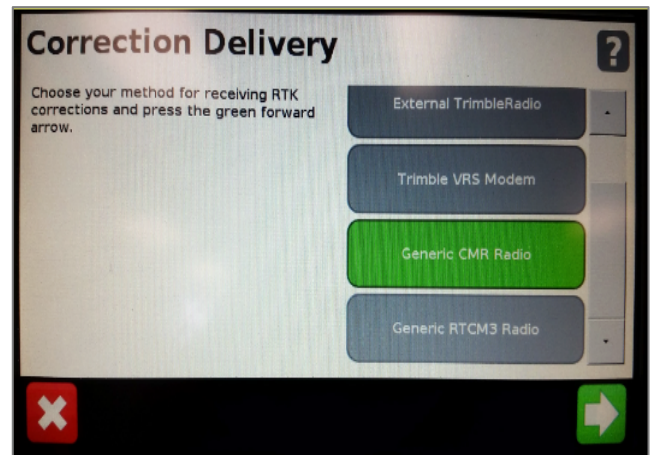 Correction Delivery
?
Choose your method for receiving RTK
corrections and press the green forward
arrow.
External TrimbleRadio
Trimble VRS Modem
Generic CMR Radio
Generic RTCM3 Radio